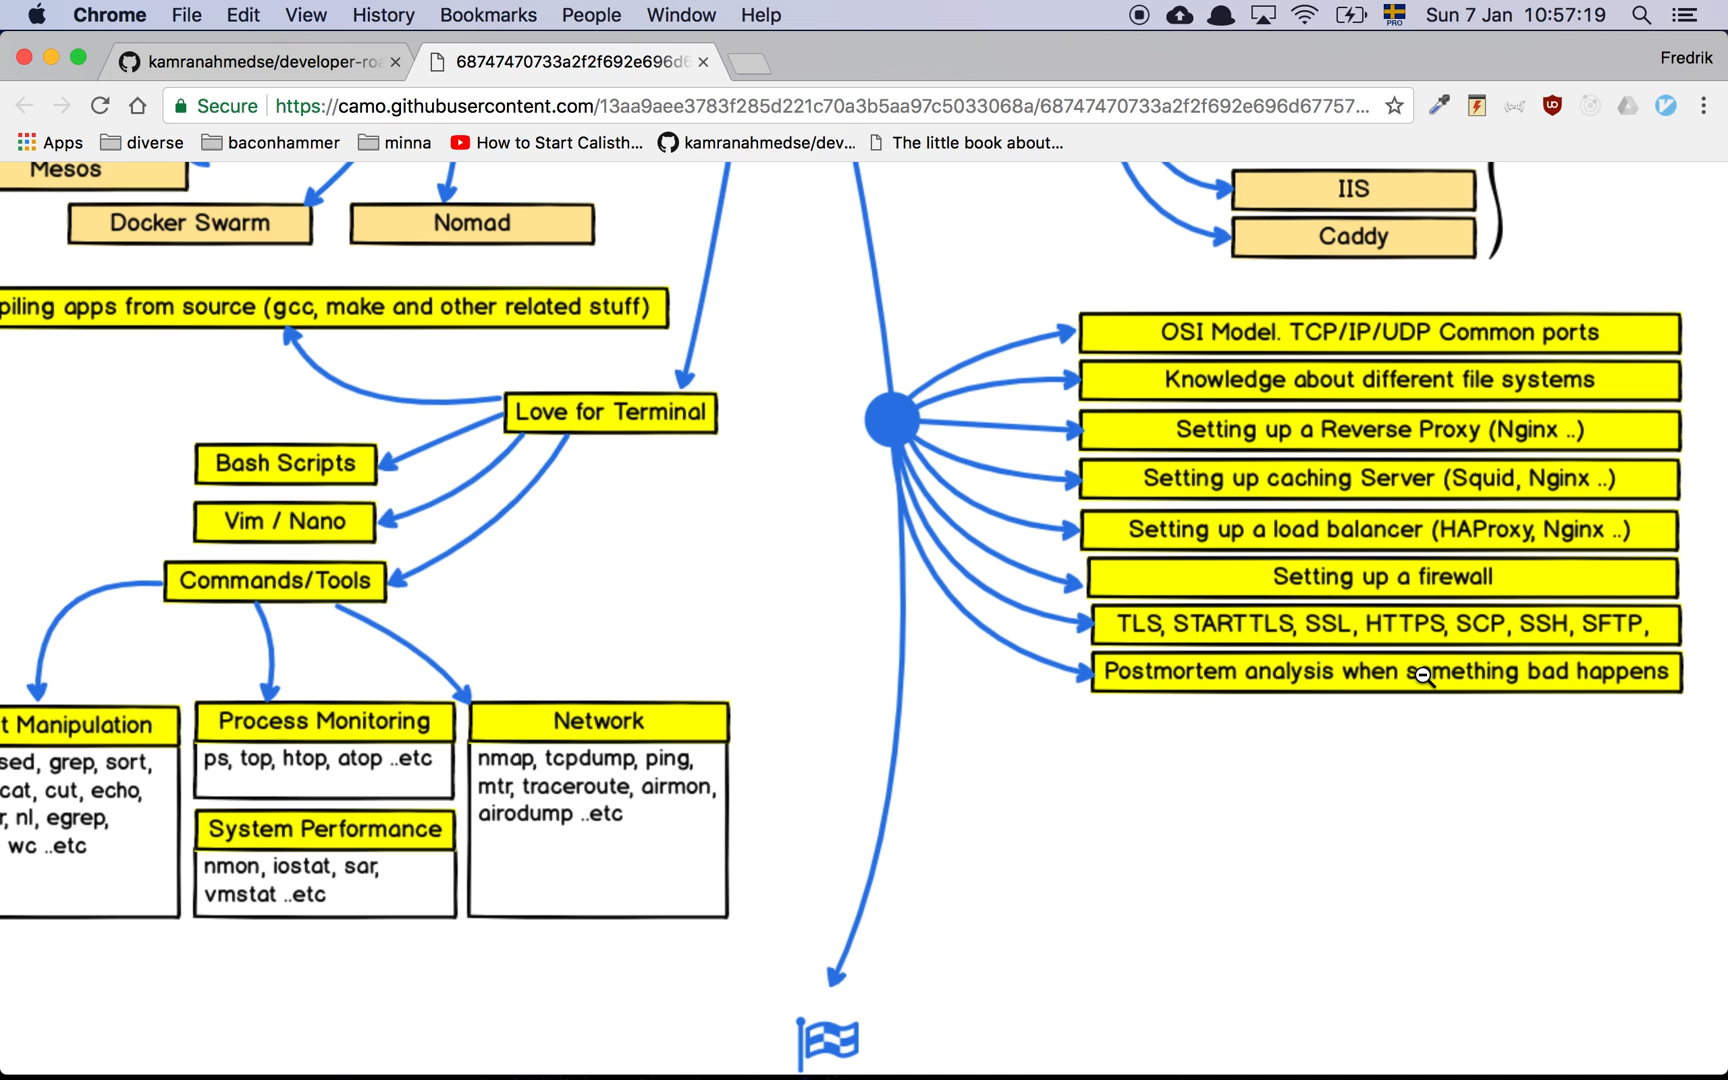 Chrome File Edit View History Bookmarks People Window Help PRO Sun 7 Jan 10:57:19
kamranahmedse/developer-roa
68747470733a2f2f692e696d6
Fredrik
Secure https://camo.githubusercontent.com/13aa9aee3783f285d221c70a3b5aa97c5033068a/68747470733a2f2f692e696d67757...
Apps diverse baconhammer minna How to Start Calisth... kamranahmedse/dev... The little book about...
Mesos
Docker Swarm
Nomad
IIS
Caddy
piling apps from source (gcc, make and other related stuff)
Love for Terminal
Bash Scripts
Vim / Nano
Commands/Tools
t Manipulation
sed, grep, sort,
cat, cut, echo,
r, nl, egrep,
wc ..etc
Process Monitoring
ps, top, htop, atop ..etc
System Performance
nmon, iostat, sar,
vmstat ..etc
Network
nmap, tcpdump, ping,
mtr, traceroute, airmon,
airodump ..etc
OSI Model. TCP/IP/UDP Common ports
Knowledge about different file systems
Setting up a Reverse Proxy (Nginx ..)
Setting up caching Server (Squid, Nginx ..)
Setting up a load balancer (HAProxy, Nginx ..)
Setting up a firewall
TLS, STARTTLS, SSL, HTTPS, SCP, SSH, SFTP,
Postmortem analysis when something bad happens